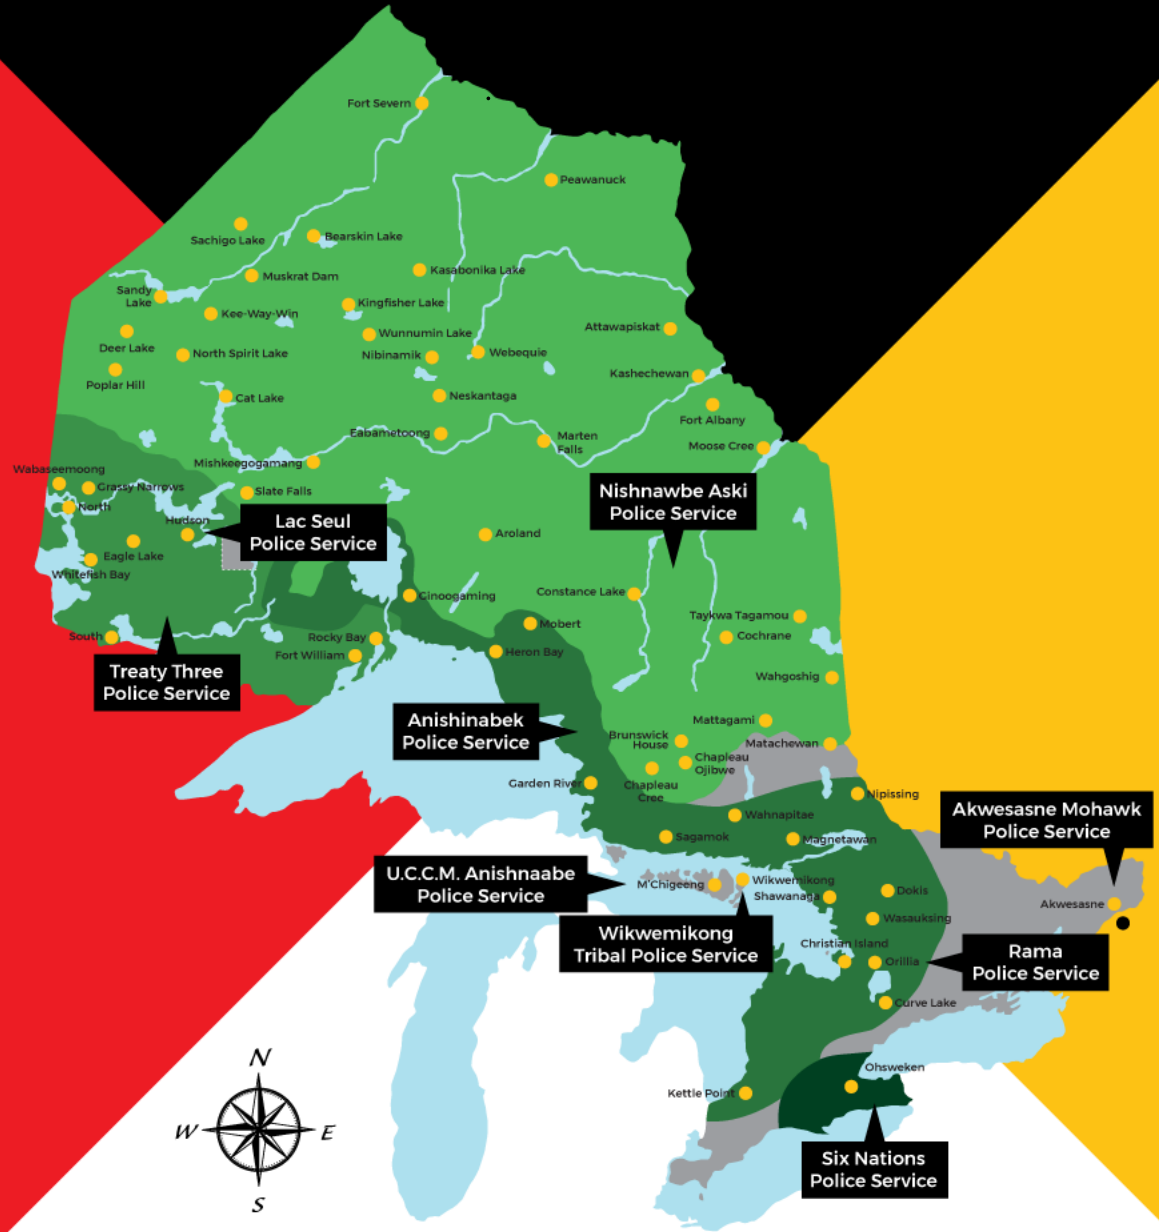 Fort Severn
Peawanuck
Sachigo Lake
Bearskin Lake
Muskrat Dam
Kasabonika Lake
Sandy
Lake
Kee-Way-Win
Kingfisher Lake
Deer Lake
North Spirit Lake
Wunnumin Lake
Nibinamik
Webequie
Attawapiskat
Poplar Hill
Kashechewan
Cat Lake
Neskantaga
Fort Albany
Eabametoong
Marten
Falls
Moose Cree
Mishkeegogamang
Wabaseemoong
Grassy Narrows
Slate Falls
North
Hudson
Lac Seul
Police Service
Nishnawbe Aski
Police Service
Aroland
Eagle Lake
Whitefish Bay
Ginoogaming
Constance Lake
Taykwa Tagamou
Mobert
Cochrane
South
Rocky Bay
Fort William
Heron Bay
Treaty Three
Police Service
Wahgoshig
Anishinabek
Police Service
Mattagami
Brunswick
House
Matachewan
Chapleau
Ojibwe
Garden River
Chapleau
Cree
Nipissing
Wahnapitae
Sagamok
Magnetawan
Akwesasne Mohawk
Police Service
U.C.C.M. Anishnaabe
Police Service
M'Chigeeng
Wikwemikong
Shawanaga
Dokis
Akwesasne
Wasauksing
Wikwemikong
Tribal Police Service
Christian Island
Orillia
Rama
Police Service
Curve Lake
Ohsweken
Kettle Point
Six Nations
Police Service
N
W
E
S